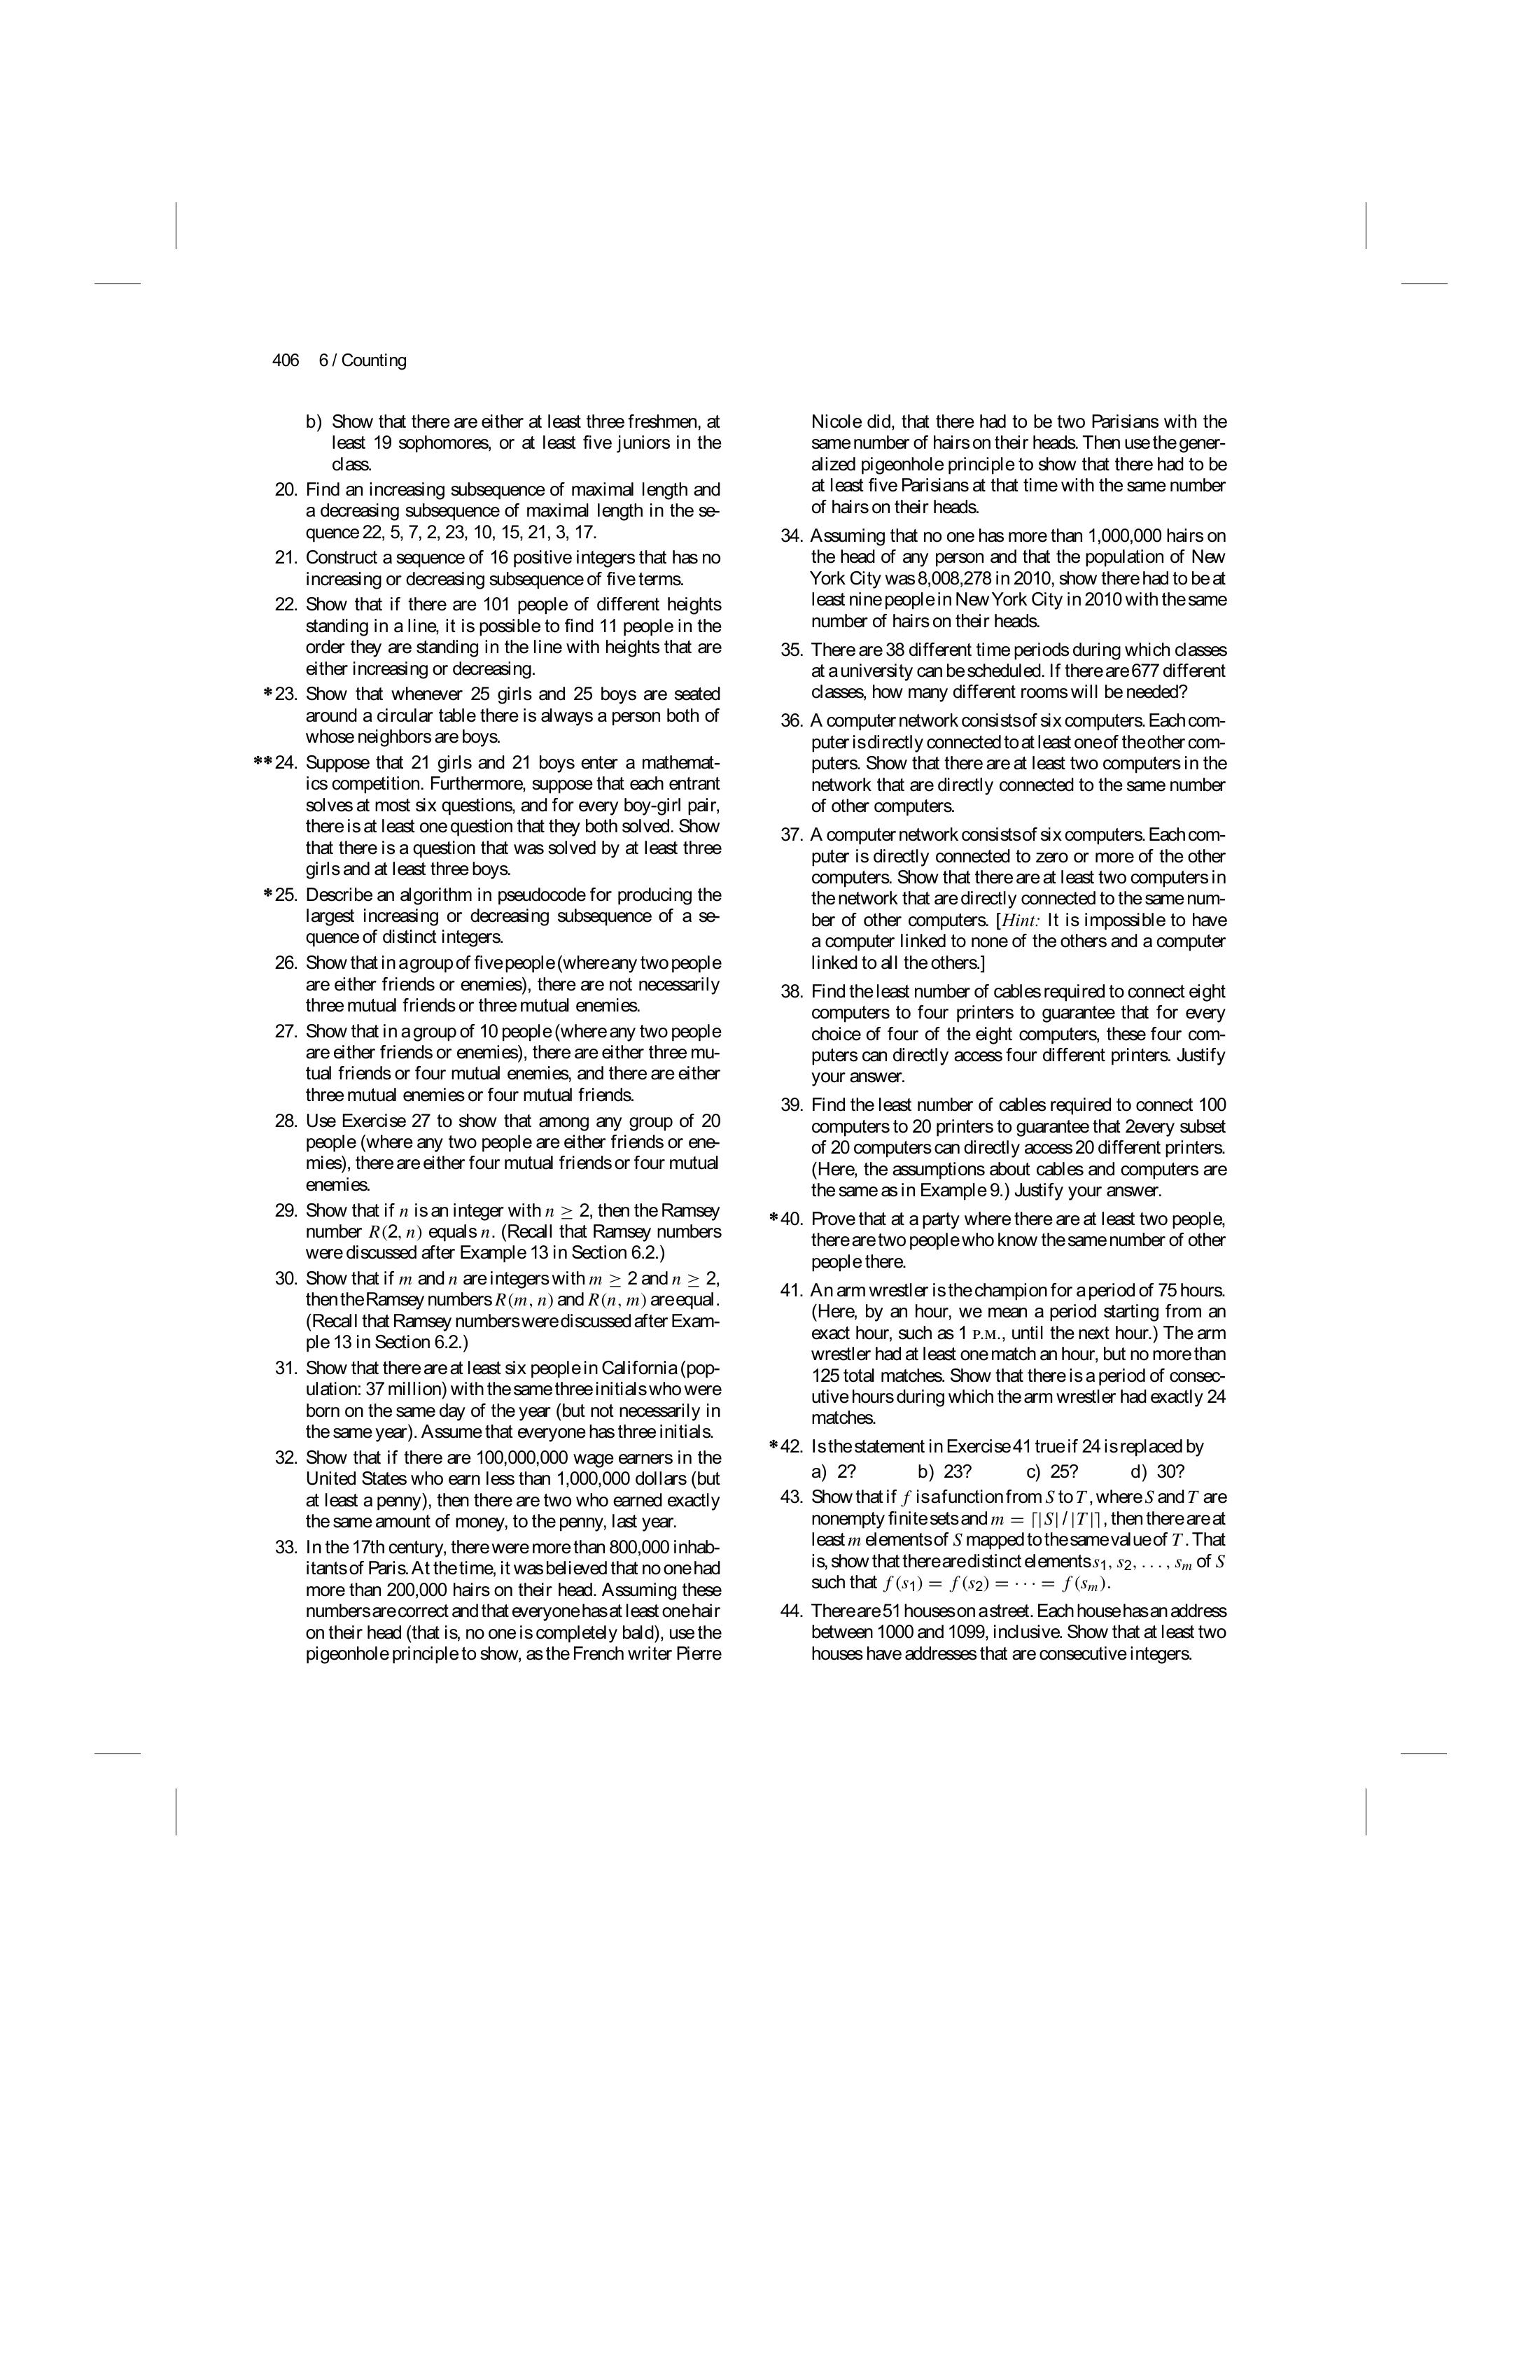 406 6 / Counting
b) Show that there are either at least three freshmen, at
least 19 sophomores, or at least five juniors in the
class.
20. Find an increasing subsequence of maximal length and
a decreasing subsequence of maximal length in the se-
quence 22, 5, 7, 2, 23, 10, 15, 21, 3, 17.
21. Construct a sequence of 16 positive integers that has no
increasing or decreasing subsequence of five terms.
22. Show that if there are 101 people of different heights
standing in a line, it is possible to find 11 people in the
order they are standing in the line with heights that are
either increasing or decreasing.
*23. Show that whenever 25 girls and 25 boys are seated
around a circular table there is always a person both of
whose neighbors are boys.
**24. Suppose that 21 girls and 21 boys enter a mathemat-
ics competition. Furthermore, suppose that each entrant
solves at most six questions, and for every boy-girl pair,
there is at least one question that they both solved. Show
that there is a question that was solved by at least three
girls and at least three boys.
*25. Describe an algorithm in pseudocode for producing the
largest increasing or decreasing subsequence of a se-
quence of distinct integers.
26. Show that in a group of five people (where any two people
are either friends or enemies), there are not necessarily
three mutual friends or three mutual enemies.
27. Show that in a group of 10 people (where any two people
are either friends or enemies), there are either three mu-
tual friends or four mutual enemies, and there are either
three mutual enemies or four mutual friends.
28. Use Exercise 27 to show that among any group of 20
people (where any two people are either friends or ene-
mies), there are either four mutual friends or four mutual
enemies.
29. Show that if n is an integer with n ≥ 2, then the Ramsey
number R(2, n) equals n. (Recall that Ramsey numbers
were discussed after Example 13 in Section 6.2.)
30. Show that if m and n are integers with m ≥ 2 and n ≥ 2,
then the Ramsey numbers R(m, n) and R(n, m) are equal.
(Recall that Ramsey numbers were discussed after Exam-
ple 13 in Section 6.2.)
31. Show that there are at least six people in California (pop-
ulation: 37 million) with the same three initials who were
born on the same day of the year (but not necessarily in
the same year). Assume that everyone has three initials.
32. Show that if there are 100,000,000 wage earners in the
United States who earn less than 1,000,000 dollars (but
at least a penny), then there are two who earned exactly
the same amount of money, to the penny, last year.
33. In the 17th century, there were more than 800,000 inhab-
itants of Paris. At the time, it was believed that no one had
more than 200,000 hairs on their head. Assuming these
numbers are correct and that everyone has at least one hair
on their head (that is, no one is completely bald), use the
pigeonhole principle to show, as the French writer Pierre
Nicole did, that there had to be two Parisians with the
same number of hairs on their heads. Then use the gener-
alized pigeonhole principle to show that there had to be
at least five Parisians at that time with the same number
of hairs on their heads.
34. Assuming that no one has more than 1,000,000 hairs on
the head of any person and that the population of New
York City was 8,008,278 in 2010, show there had to be at
least nine people in New York City in 2010 with the same
number of hairs on their heads.
35. There are 38 different time periods during which classes
at a university can be scheduled. If there are 677 different
classes, how many different rooms will be needed?
36. A computer network consists of six computers. Each com-
puter is directly connected to at least one of the other com-
puters. Show that there are at least two computers in the
network that are directly connected to the same number
of other computers.
37. A computer network consists of six computers. Each com-
puter is directly connected to zero or more of the other
computers. Show that there are at least two computers in
the network that are directly connected to the same num-
ber of other computers. [Hint: It is impossible to have
a computer linked to none of the others and a computer
linked to all the others.]
38. Find the least number of cables required to connect eight
computers to four printers to guarantee that for every
choice of four of the eight computers, these four com-
puters can directly access four different printers. Justify
your answer.
39. Find the least number of cables required to connect 100
computers to 20 printers to guarantee that 2every subset
of 20 computers can directly access 20 different printers.
(Here, the assumptions about cables and computers are
the same as in Example 9.) Justify your answer.
*40. Prove that at a party where there are at least two people,
there are two people who know the same number of other
people there.
41. An arm wrestler is the champion for a period of 75 hours.
(Here, by an hour, we mean a period starting from an
exact hour, such as 1 P.M., until the next hour.) The arm
wrestler had at least one match an hour, but no more than
125 total matches. Show that there is a period of consec-
utive hours during which the arm wrestler had exactly 24
matches.
*42. Is the statement in Exercise 41 true if 24 is replaced by
a) 2? b) 23? c) 25? d) 30?
43. Show that if f is a function from S to T, where S and T are
nonempty finite sets and m = ⌈|S| / |T|⌉, then there are at
least m elements of S mapped to the same value of T. That
is, show that there are distinct elements s₁, s₂, . . . , sₘ of S
such that f(s₁) = f(s₂) = · · · = f(sₘ).
44. There are 51 houses on a street. Each house has an address
between 1000 and 1099, inclusive. Show that at least two
houses have addresses that are consecutive integers.